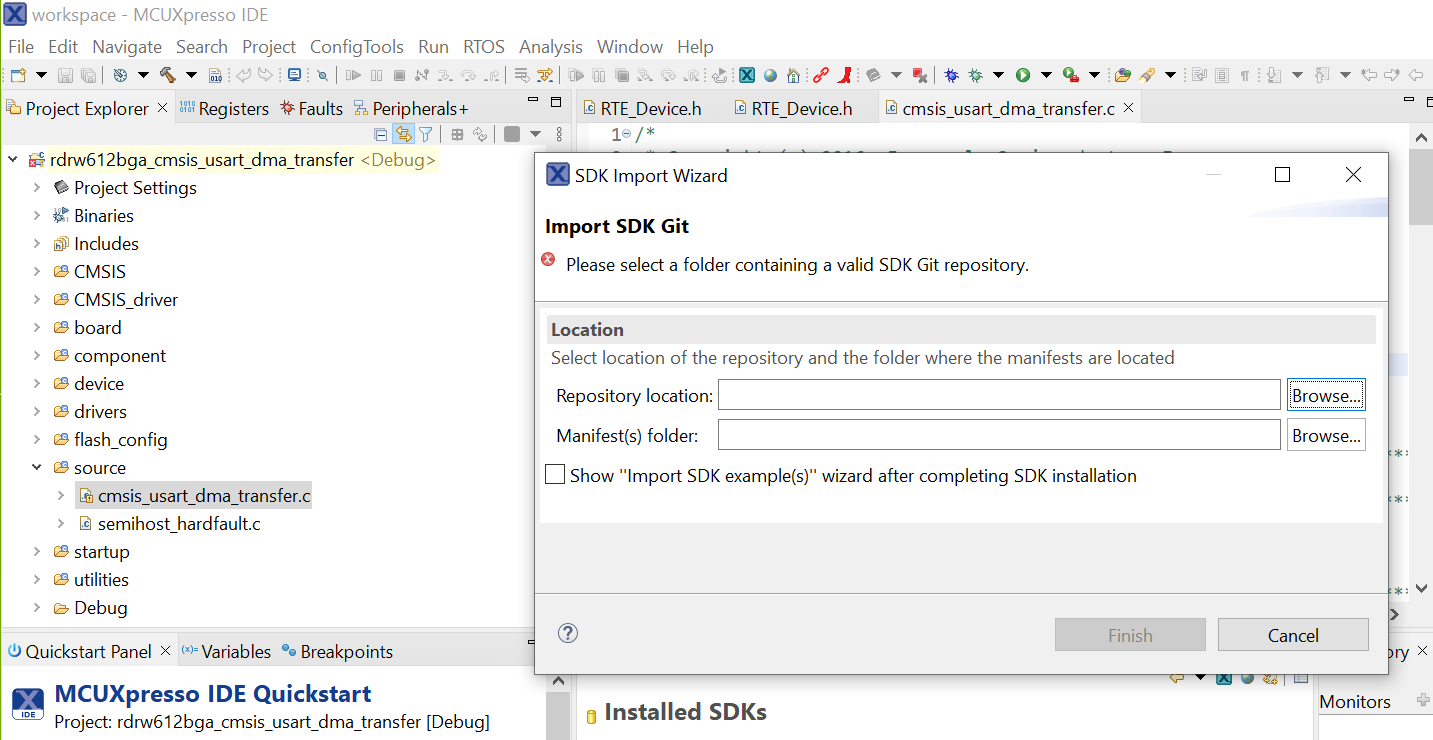 workspace - MCUXpresso IDE
File Edit Navigate Search Project ConfigTools Run RTOS Analysis Window Help
Project Explorer Registers Faults Peripherals+
RTE_Device.h RTE_Device.h cmsis_usart_dma_transfer.c
1 /*
rdrw612bga_cmsis_usart_dma_transfer <Debug>
Project Settings
Binaries
Includes
CMSIS
CMSIS_driver
board
component
device
drivers
flash_config
source
cmsis_usart_dma_transfer.c
semihost_hardfault.c
startup
utilities
Debug
SDK Import Wizard
Import SDK Git
Please select a folder containing a valid SDK Git repository.
Location
Select location of the repository and the folder where the manifests are located
Repository location: Browse...
Manifest(s) folder: Browse...
Show "Import SDK example(s)" wizard after completing SDK installation
Finish Cancel
Quickstart Panel Variables Breakpoints
IDE
MCUXpresso IDE Quickstart
Project: rdrw612bga_cmsis_usart_dma_transfer [Debug]
Installed SDKs
ory
Monitors